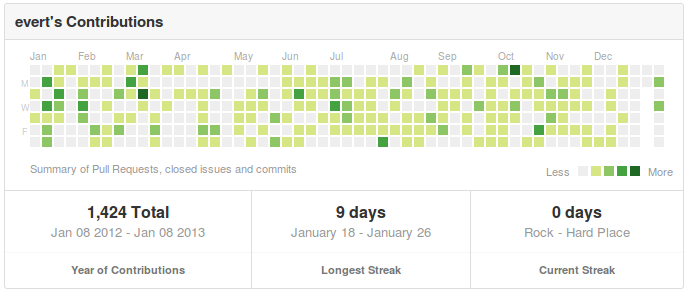 evert's Contributions
Jan Feb Mar Apr May Jun Jul Aug Sep Oct Nov Dec
M
W
F
Summary of Pull Requests, closed issues and commits
Less More
1,424 Total
Jan 08 2012 - Jan 08 2013
Year of Contributions
9 days
January 18 - January 26
Longest Streak
0 days
Rock - Hard Place
Current Streak